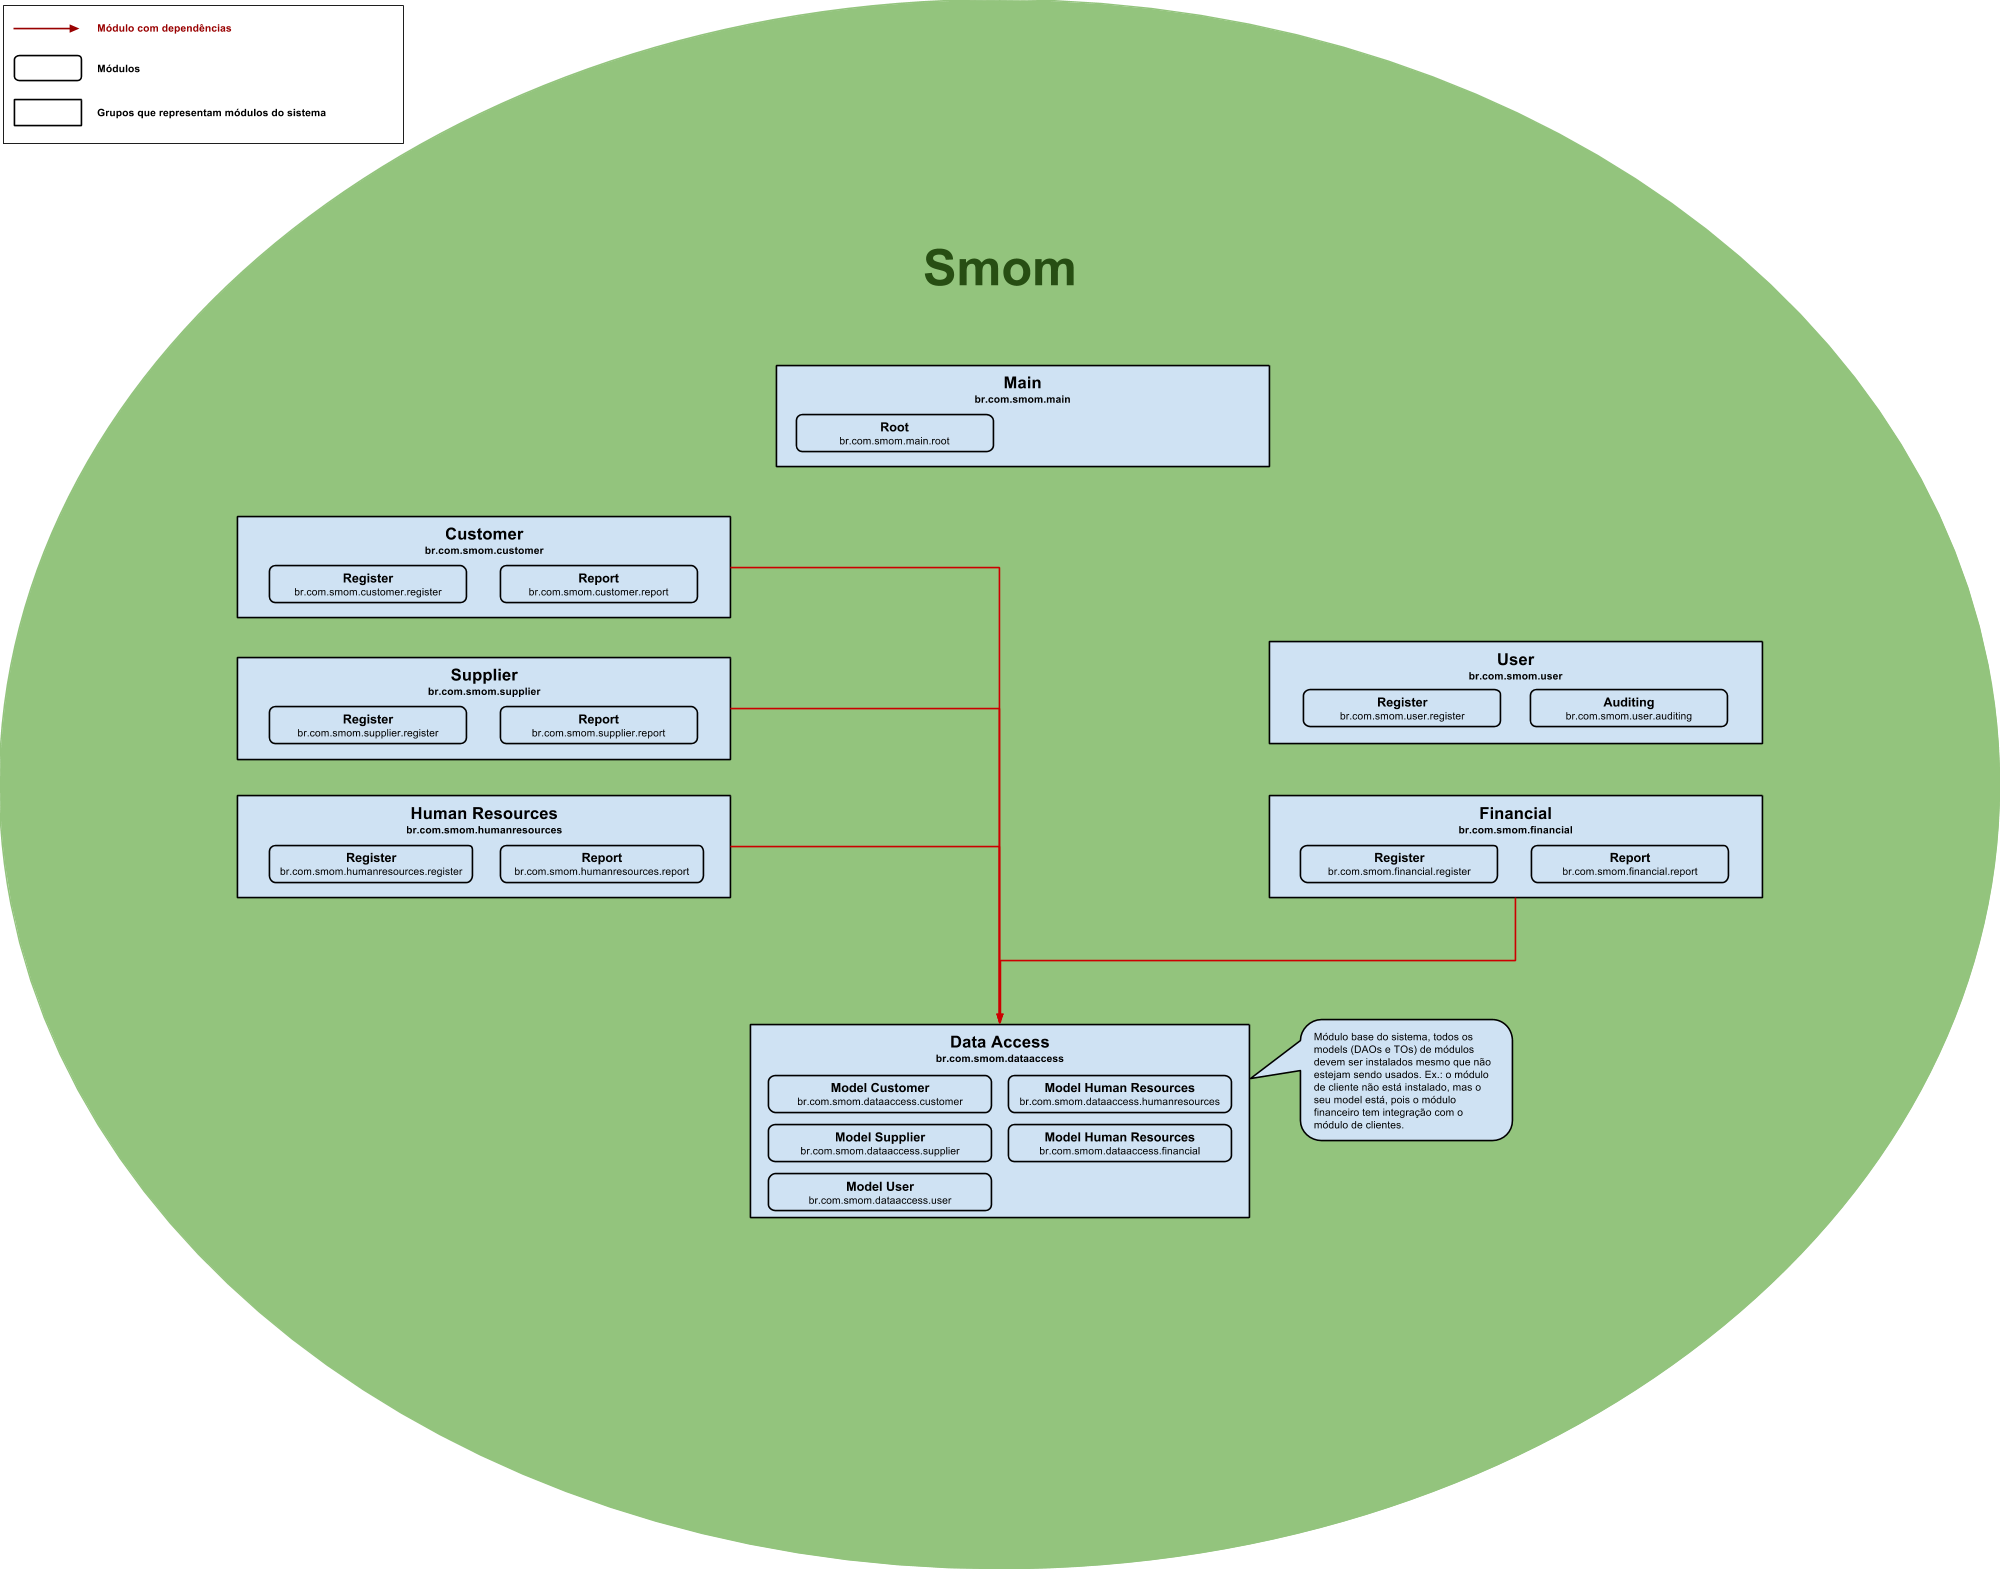 Módulo com dependências
Módulos
Grupos que representam módulos do sistema
Smom
Main
br.com.smom.main
Root
br.com.smom.main.root
Customer
br.com.smom.customer
Register
br.com.smom.customer.register
Report
br.com.smom.customer.report
Supplier
br.com.smom.supplier
Register
br.com.smom.supplier.register
Report
br.com.smom.supplier.report
Human Resources
br.com.smom.humanresources
Register
br.com.smom.humanresources.register
Report
br.com.smom.humanresources.report
User
br.com.smom.user
Register
br.com.smom.user.register
Auditing
br.com.smom.user.auditing
Financial
br.com.smom.financial
Register
br.com.smom.financial.register
Report
br.com.smom.financial.report
Data Access
br.com.smom.dataaccess
Model Customer
br.com.smom.dataaccess.customer
Model Human Resources
br.com.smom.dataaccess.humanresources
Model Supplier
br.com.smom.dataaccess.supplier
Model Human Resources
br.com.smom.dataaccess.financial
Model User
br.com.smom.dataaccess.user
Módulo base do sistema, todos os
models (DAOs e TOs) de módulos
devem ser instalados mesmo que não
estejam sendo usados. Ex.: o módulo
de cliente não está instalado, mas o
seu model está, pois o módulo
financeiro tem integração com o
módulo de clientes.